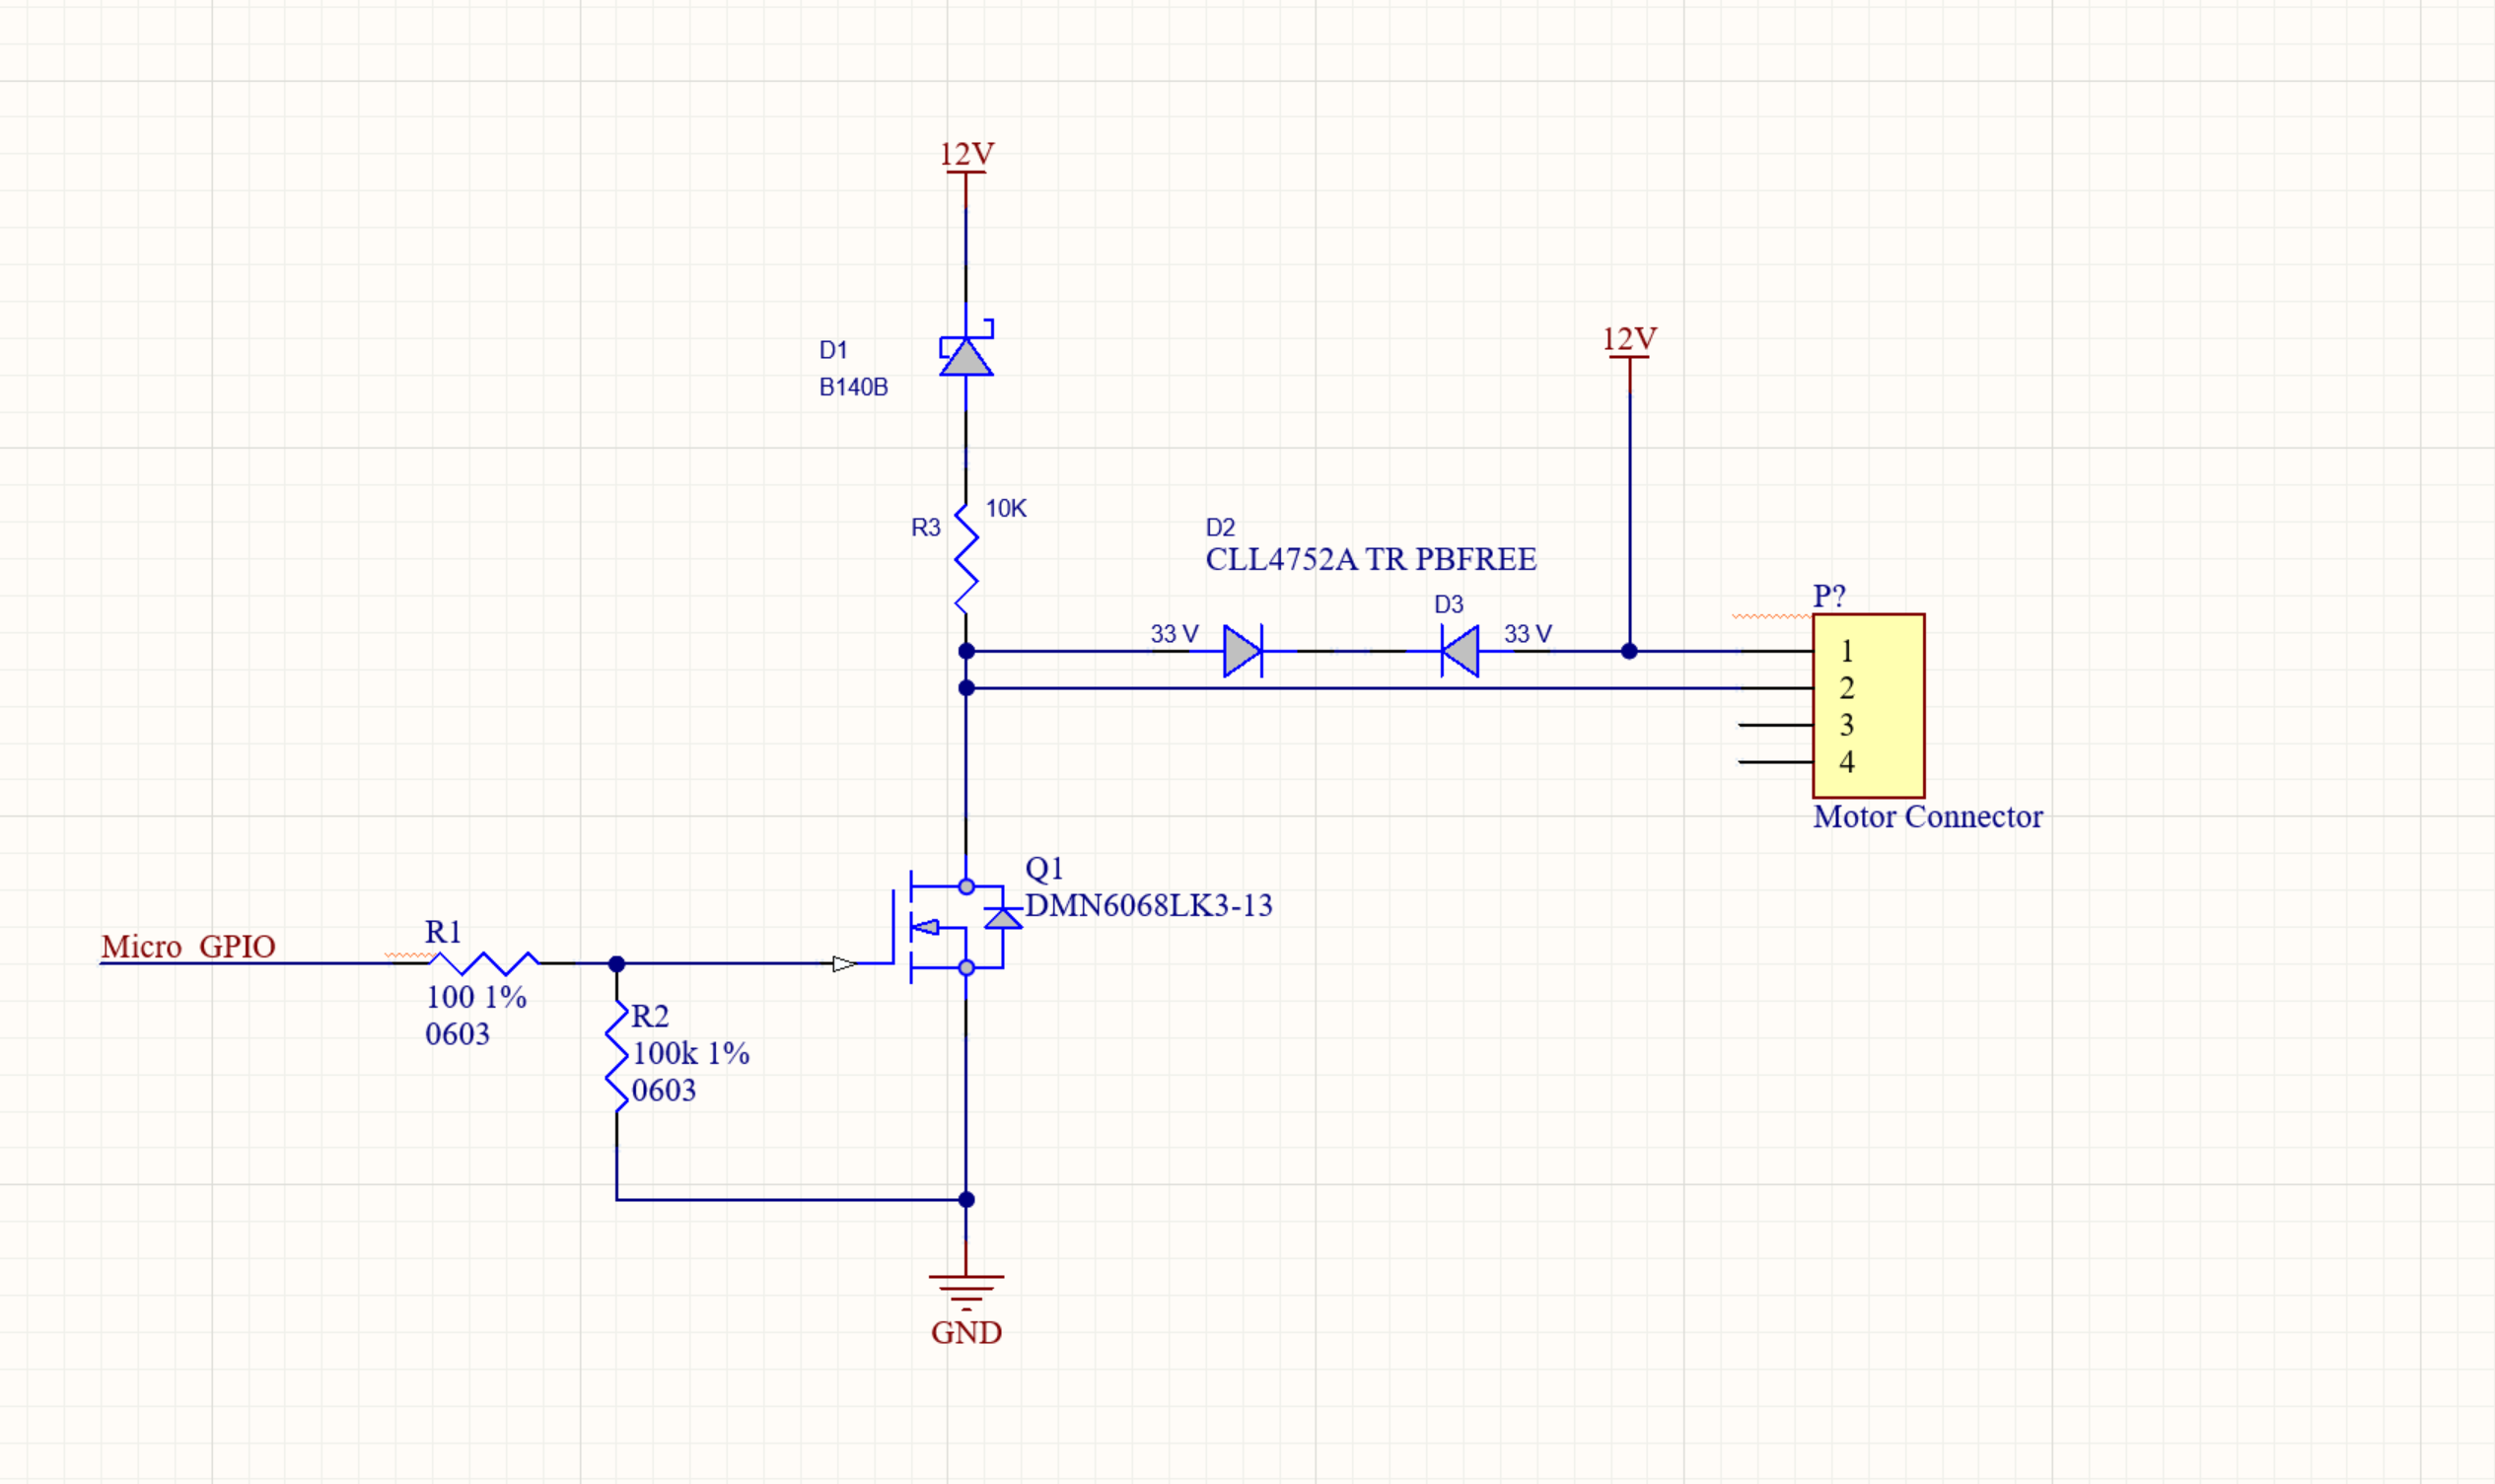 12V
12V
D1
B140B
10K
R3
D2
CLL4752A TR PBFREE
D3
33 V
33 V
P?
1
2
3
4
Motor Connector
Q1
DMN6068LK3-13
Micro GPIO
R1
100 1%
0603
R2
100k 1%
0603
GND